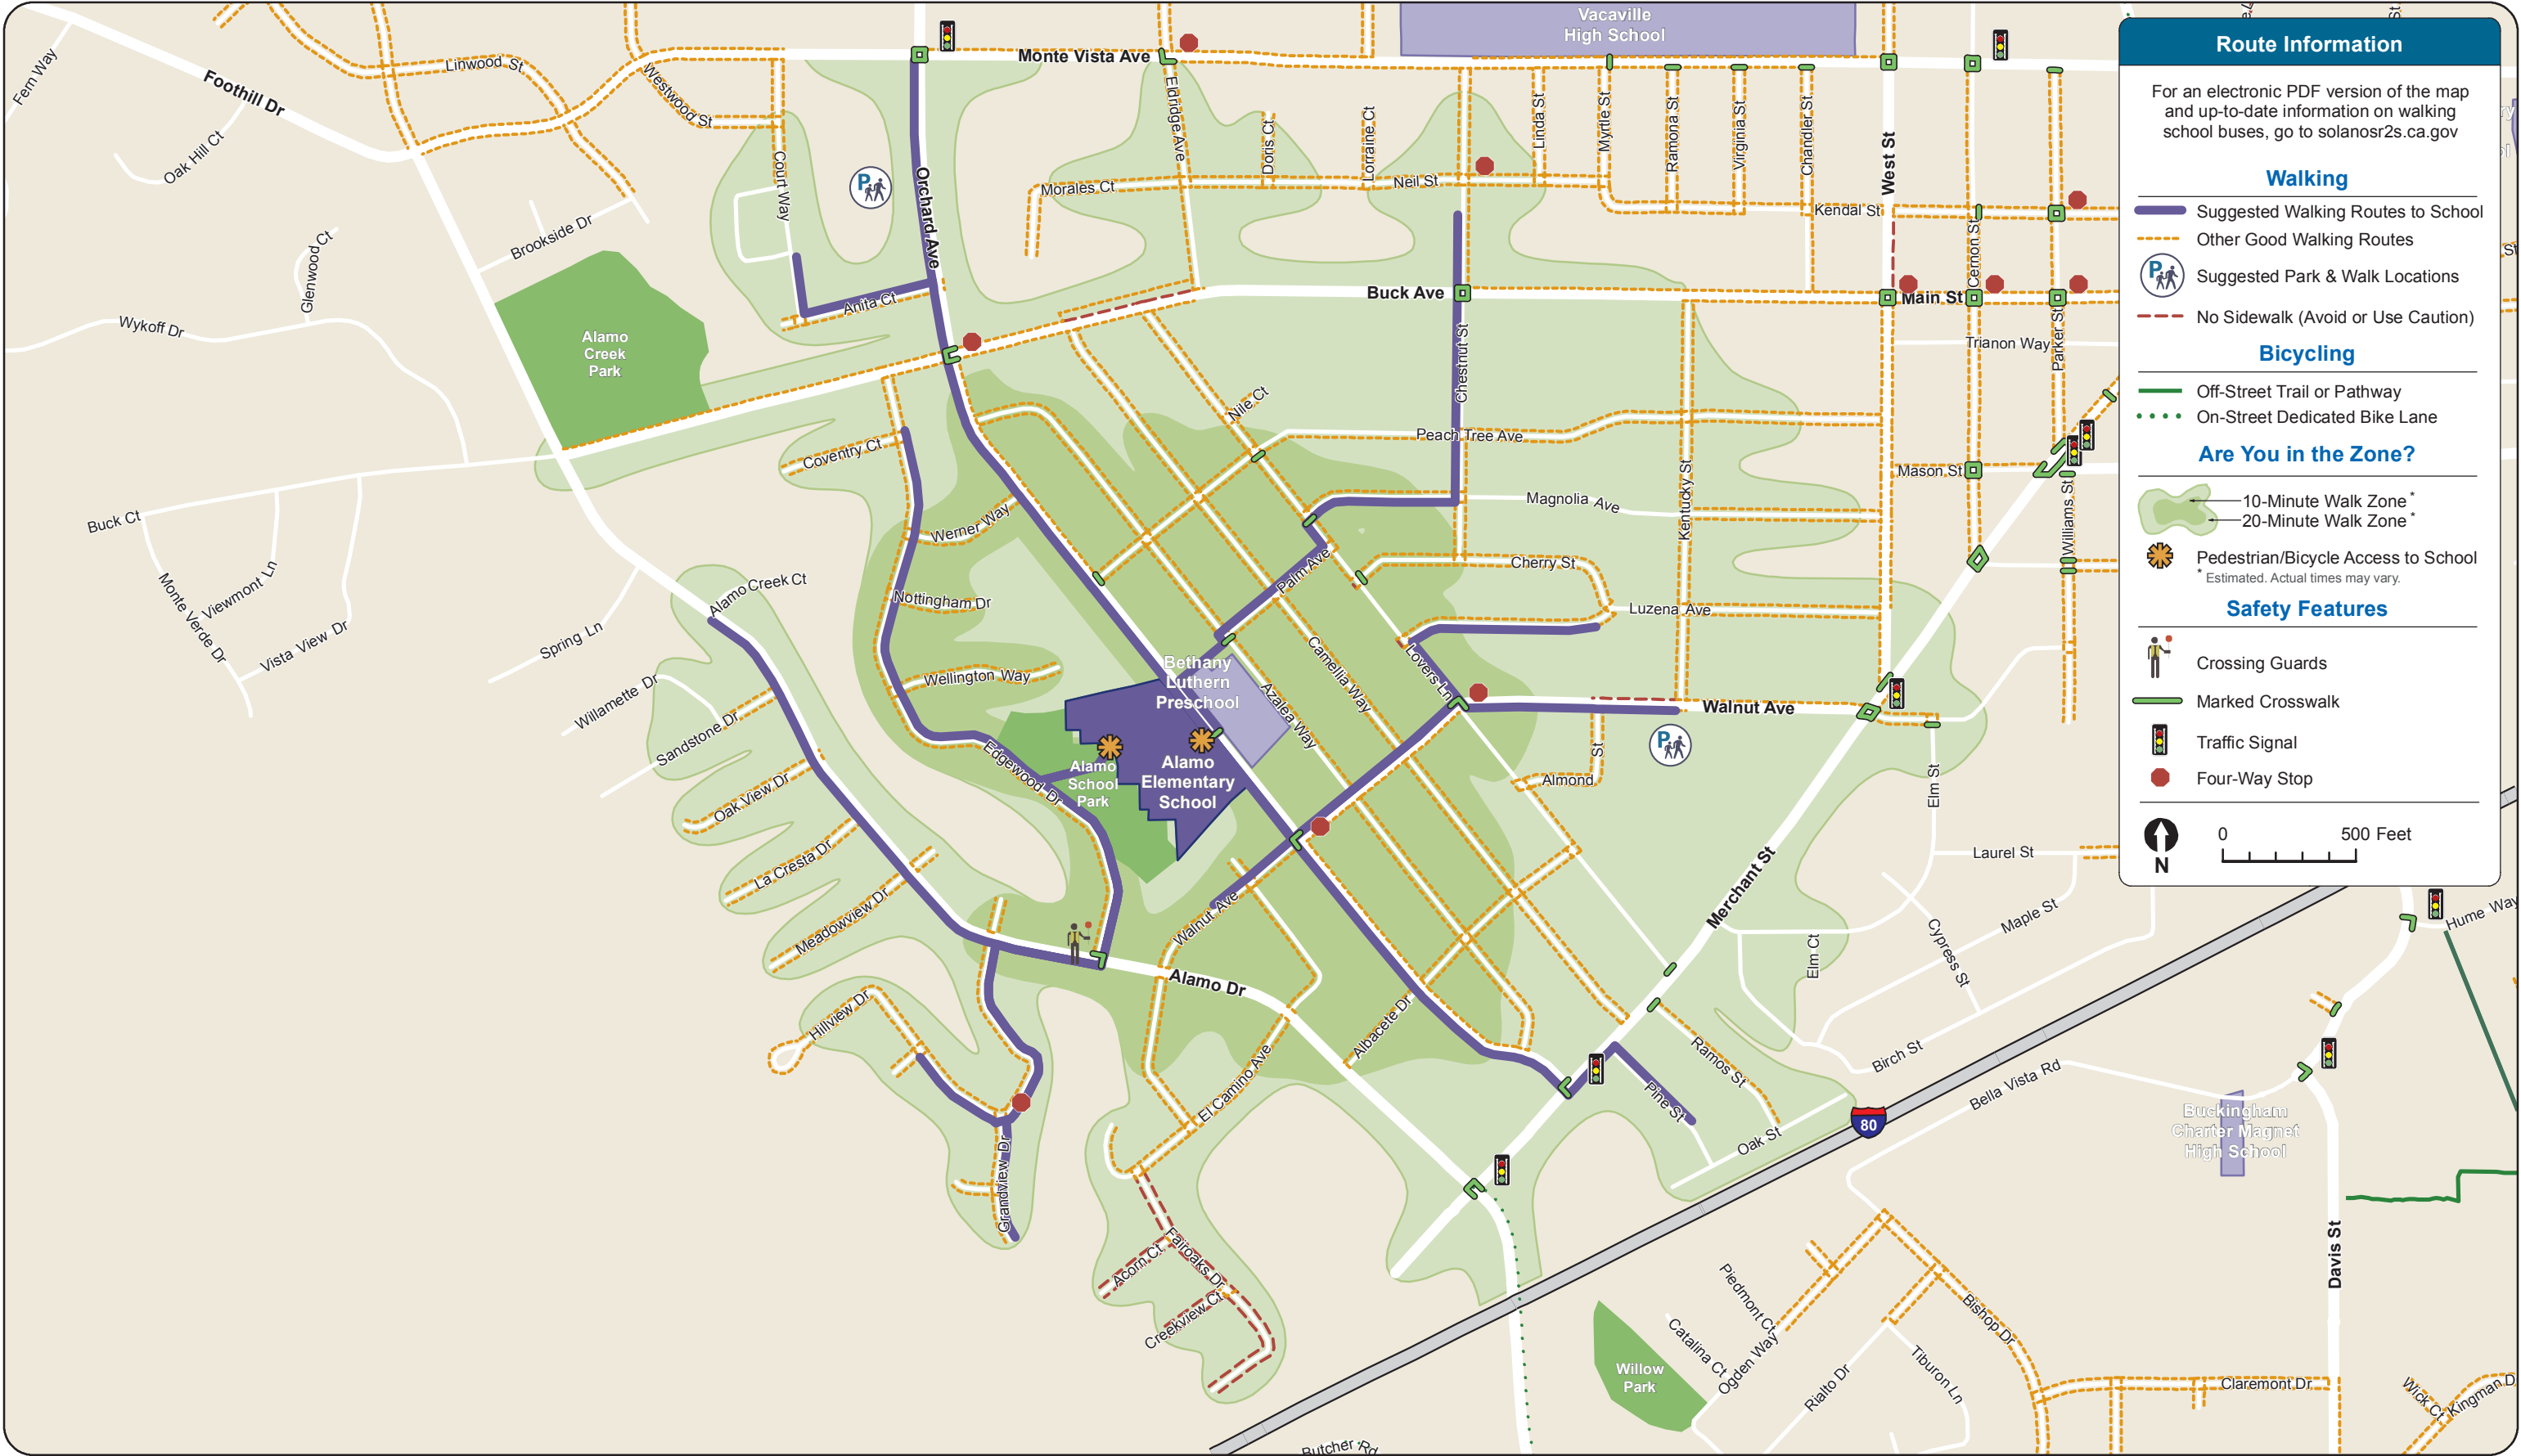 Vacaville
High School
Monte Vista Ave
Linwood St
Foothill Dr
Fern Way
Westwood St
Oak Hill Ct
Court Way
P
Orchard Ave
Eldridge Ave
Doris Ct
Lorraine Ct
Linda St
Myrtle St
Ramona St
Virginia St
Chandler St
West St
Morales Ct
Neil St
Kendal St
Cernon St
Brookside Dr
Glenwood Ct
Wykoff Dr
Alamo
Creek
Park
Anita Ct
Buck Ave
Main St
Trianon Way
Parker St
Chestnut St
Nile Ct
Peach Tree Ave
Coventry Ct
Mason St
Magnolia Ave
Kentucky St
Williams St
Buck Ct
Werner Way
Palm Ave
Cherry St
Monte Verde Dr
Viewmont Ln
Vista View Dr
Alamo Creek Ct
Nottingham Dr
Luzena Ave
Spring Ln
Camellia Way
Lovers Ln
Bethany
Luthern
Preschool
Wellington Way
Azalea Way
Willamette Dr
Sandstone Dr
Walnut Ave
P
Edgewood Dr
Alamo
School
Park
Alamo
Elementary
School
Almond
St
Oak View Dr
Elm St
La Cresta Dr
Laurel St
Merchant St
Meadowview Dr
Walnut Ave
Maple St
Cypress St
Elm Ct
Hume Way
Alamo Dr
Hillview Dr
Albacete Dr
El Camino Ave
Ramos St
Birch St
Pine St
Bella Vista Rd
80
Oak St
Buckingham
Charter Magnet
High School
Grandview Dr
Fairoaks Dr
Acorn Ct
Creekview Ct
Davis St
Piedmont Ct
Catalina Ct
Ogden Way
Bishop Dr
Willow
Park
Rialto Dr
Tiburon Ln
Claremont Dr
Wick Ct
Kingman D
Butcher Rd
Route Information
For an electronic PDF version of the map
and up-to-date information on walking
school buses, go to solanosr2s.ca.gov
Walking
Suggested Walking Routes to School
Other Good Walking Routes
P
Suggested Park & Walk Locations
No Sidewalk (Avoid or Use Caution)
Bicycling
Off-Street Trail or Pathway
On-Street Dedicated Bike Lane
Are You in the Zone?
10-Minute Walk Zone *
20-Minute Walk Zone *
Pedestrian/Bicycle Access to School
* Estimated. Actual times may vary.
Safety Features
Crossing Guards
Marked Crosswalk
Traffic Signal
Four-Way Stop
N
0 500 Feet